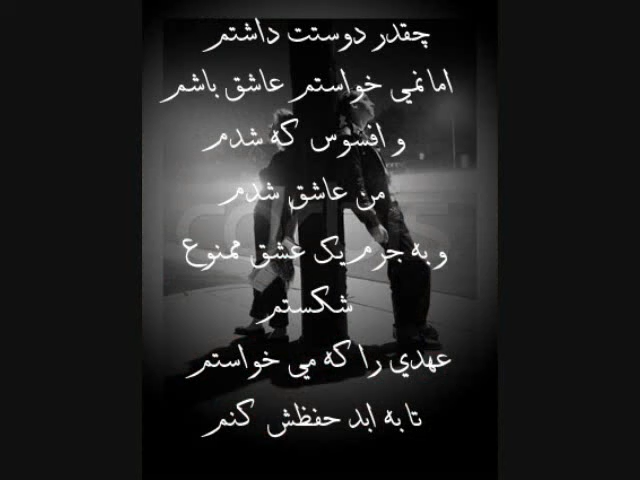 چقدر دوستت داشتم
اما نمي خواستم عاشق باشم
و افسوس که شدم
من عاشق شدم
و به جرم یک عشق ممنوع
شکستم
عهدي را که مي خواستم
تا به ابد حفظش کنم